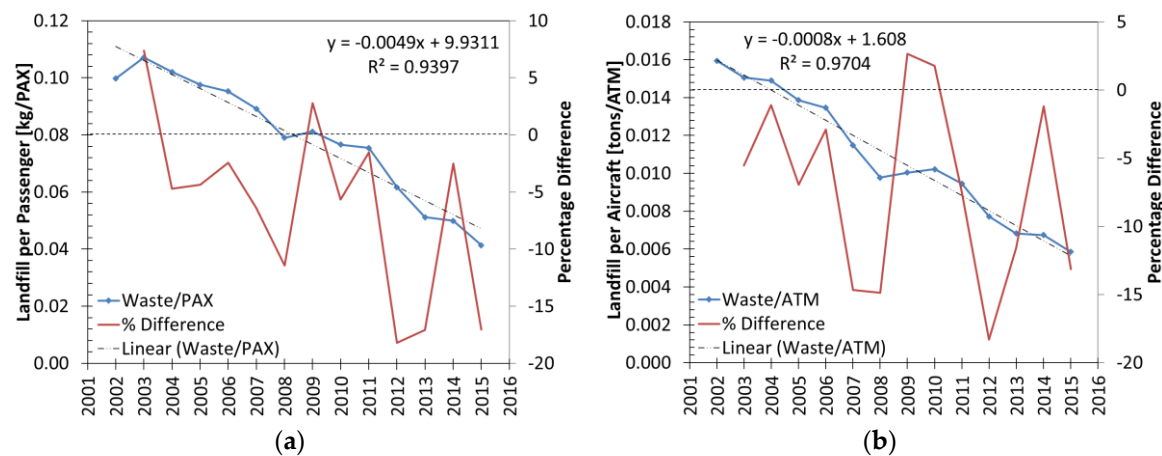 y = -0.0049x + 9.9311
R² = 0.9397
Landfill per Passenger [kg/PAX]
0.12
0.10
0.08
0.06
0.04
0.02
0.00
10
5
0
-5
-10
-15
-20
Percentage Difference
Waste/PAX
% Difference
Linear (Waste/PAX)
2001 2002 2003 2004 2005 2006 2007 2008 2009 2010 2011 2012 2013 2014 2015 2016
(a)
y = -0.0008x + 1.608
R² = 0.9704
Landfill per Aircraft [tons/ATM]
0.018
0.016
0.014
0.012
0.010
0.008
0.006
0.004
0.002
0.000
5
0
-5
-10
-15
-20
Percentage Difference
Waste/ATM
% Difference
Linear (Waste/ATM)
2001 2002 2003 2004 2005 2006 2007 2008 2009 2010 2011 2012 2013 2014 2015 2016
(b)